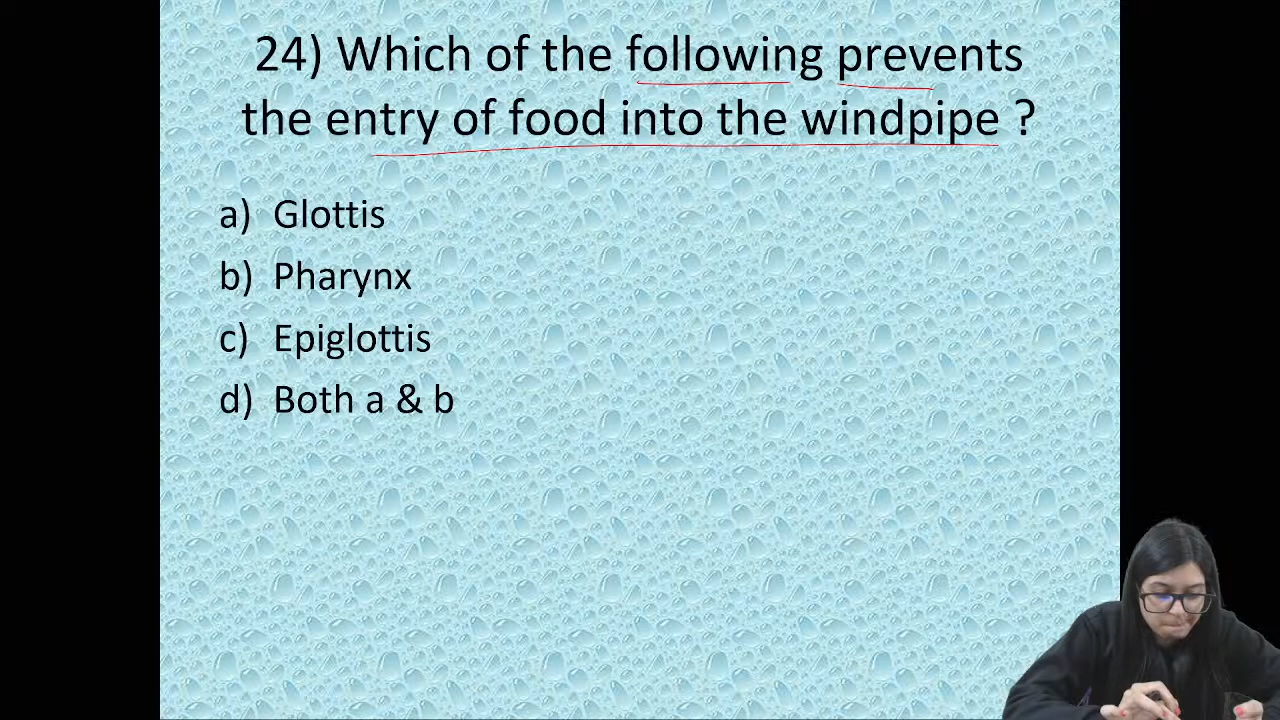 24) Which of the following prevents
the entry of food into the windpipe ?
a) Glottis
b) Pharynx
c) Epiglottis
d) Both a & b